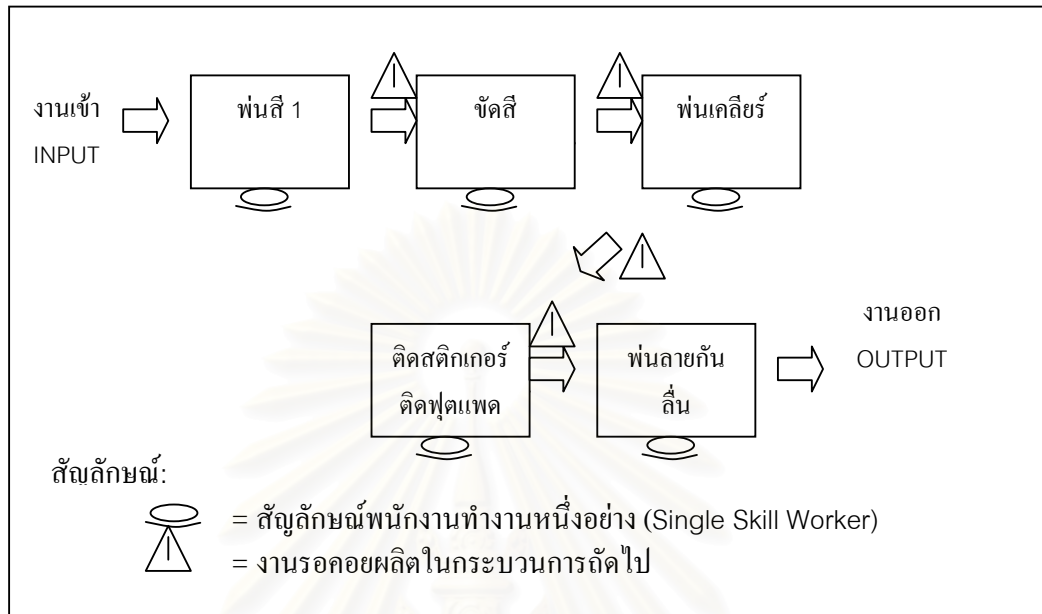 งานเข้า
INPUT
พ่นสี 1
ขัดสี
พ่นเคลียร์
ติดสติกเกอร์
ติดฟุตแพด
พ่นลายกัน
ลื่น
งานออก
OUTPUT
สัญลักษณ์:
= สัญลักษณ์พนักงานทำงานหนึ่งอย่าง (Single Skill Worker)
= งานรอคอยผลิตในกระบวนการถัดไป